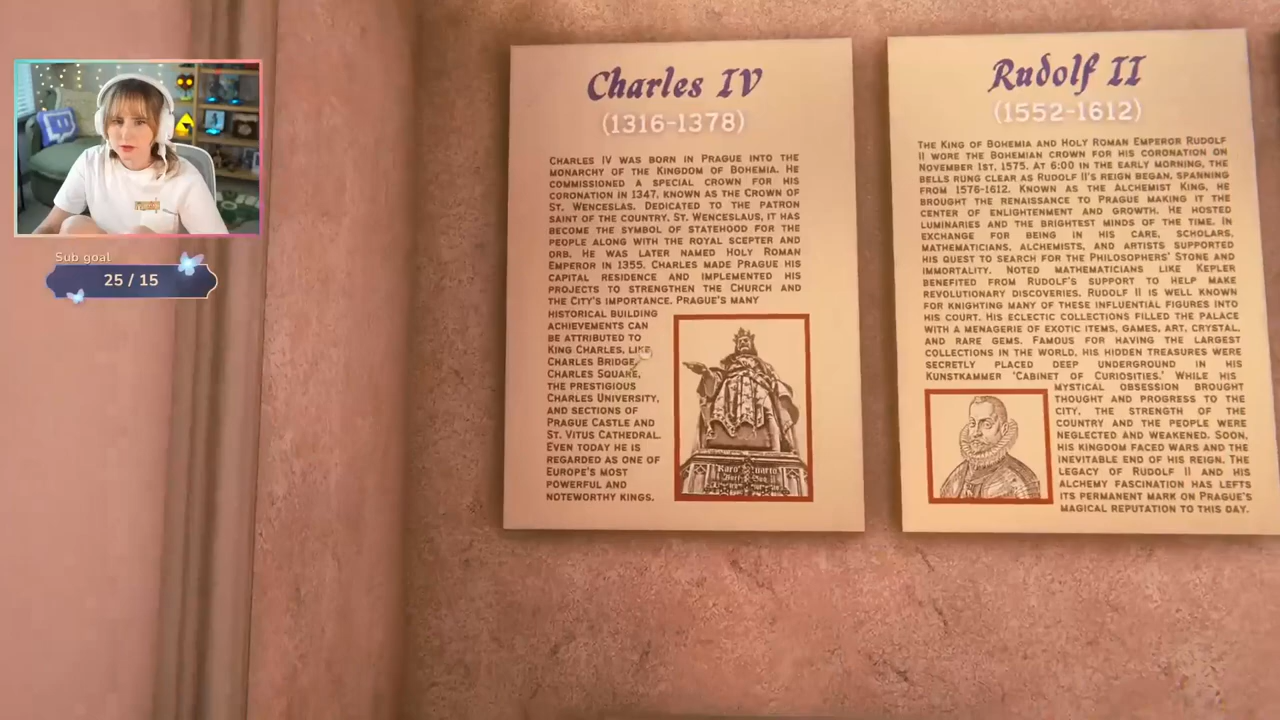 Sub goal
25 / 15
Charles IV
(1316-1378)
CHARLES IV WAS BORN IN PRAGUE INTO THE
MONARCHY OF THE KINGDOM OF BOHEMIA. HE
COMMISSIONED A SPECIAL CROWN FOR HIS
CORONATION IN 1347, KNOWN AS THE CROWN OF
ST. WENCESLAS. DEDICATED TO THE PATRON
SAINT OF THE COUNTRY, ST. WENCESLAUS, IT HAS
BECOME THE SYMBOL OF STATEHOOD FOR THE
PEOPLE ALONG WITH THE ROYAL SCEPTER AND
ORB. HE WAS LATER NAMED HOLY ROMAN
EMPEROR IN 1355. CHARLES MADE PRAGUE HIS
CAPITAL RESIDENCE AND IMPLEMENTED HIS
PROJECTS TO STRENGTHEN THE CHURCH AND
THE CITY'S IMPORTANCE. PRAGUE'S MANY
HISTORICAL BUILDING
ACHIEVEMENTS CAN
BE ATTRIBUTED TO
KING CHARLES, LIKE
CHARLES BRIDGE,
CHARLES SQUARE,
THE PRESTIGIOUS
CHARLES UNIVERSITY,
AND SECTIONS OF
PRAGUE CASTLE AND
ST. VITUS CATHEDRAL.
EVEN TODAY HE IS
REGARDED AS ONE OF
EUROPE'S MOST
POWERFUL AND
NOTEWORTHY KINGS.
Karo Quarto
Rudolf II
(1552-1612)
THE KING OF BOHEMIA AND HOLY ROMAN EMPEROR RUDOLF
II WORE THE BOHEMIAN CROWN FOR HIS CORONATION ON
NOVEMBER 1ST, 1575. AT 6:00 IN THE EARLY MORNING, THE
BELLS RUNG CLEAR AS RUDOLF II'S REIGN BEGAN, SPANNING
FROM 1576-1612. KNOWN AS THE ALCHEMIST KING, HE
BROUGHT THE RENAISSANCE TO PRAGUE MAKING IT THE
CENTER OF ENLIGHTENMENT AND GROWTH. HE HOSTED
LUMINARIES AND THE BRIGHTEST MINDS OF THE TIME. IN
EXCHANGE FOR BEING IN HIS CARE, SCHOLARS,
MATHEMATICIANS, ALCHEMISTS, AND ARTISTS SUPPORTED
HIS QUEST TO SEARCH FOR THE PHILOSOPHERS' STONE AND
IMMORTALITY. NOTED MATHEMATICIANS LIKE KEPLER
BENEFITED FROM RUDOLF'S SUPPORT TO HELP MAKE
REVOLUTIONARY DISCOVERIES. RUDOLF II IS WELL KNOWN
FOR KNIGHTING MANY OF THESE INFLUENTIAL FIGURES INTO
HIS COURT. HIS ECLECTIC COLLECTIONS FILLED THE PALACE
WITH A MENAGERIE OF EXOTIC ITEMS, GAMES, ART, CRYSTAL,
AND RARE GEMS. FAMOUS FOR HAVING THE LARGEST
COLLECTIONS IN THE WORLD, HIS HIDDEN TREASURES WERE
SECRETLY PLACED DEEP UNDERGROUND IN HIS
KUNSTKAMMER 'CABINET OF CURIOSITIES.' WHILE HIS
MYSTICAL OBSESSION BROUGHT
THOUGHT AND PROGRESS TO THE
CITY, THE STRENGTH OF THE
COUNTRY AND THE PEOPLE WERE
NEGLECTED AND WEAKENED. SOON,
HIS KINGDOM FACED WARS AND THE
INEVITABLE END OF HIS REIGN. THE
LEGACY OF RUDOLF II AND HIS
ALCHEMY FASCINATION HAS LEFTS
ITS PERMANENT MARK ON PRAGUE'S
MAGICAL REPUTATION TO THIS DAY.